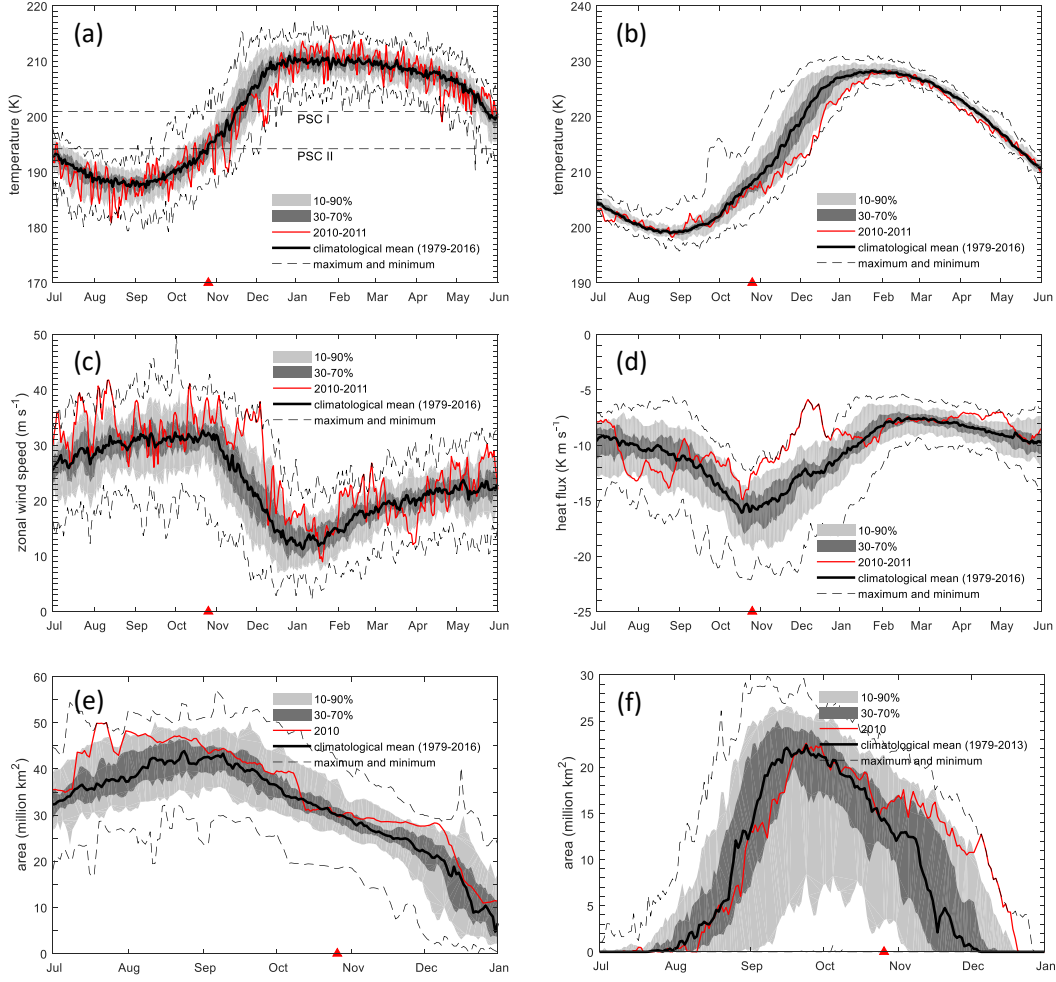 (a)
220
210
200
190
180
170
temperature (K)
PSC I
PSC II
10-90%
30-70%
2010-2011
climatological mean (1979-2016)
maximum and minimum
Jul Aug Sep Oct Nov Dec Jan Feb Mar Apr May Jun
(b)
240
230
220
210
200
190
temperature (K)
10-90%
30-70%
2010-2011
climatological mean (1979-2016)
maximum and minimum
Jul Aug Sep Oct Nov Dec Jan Feb Mar Apr May Jun
(c)
50
40
30
20
10
0
zonal wind speed (m s⁻¹)
10-90%
30-70%
2010-2011
climatological mean (1979-2016)
maximum and minimum
Jul Aug Sep Oct Nov Dec Jan Feb Mar Apr May Jun
(d)
0
-5
-10
-15
-20
-25
heat flux (K m s⁻¹)
10-90%
30-70%
2010-2011
climatological mean (1979-2016)
maximum and minimum
Jul Aug Sep Oct Nov Dec Jan Feb Mar Apr May Jun
(e)
60
50
40
30
20
10
0
area (million km²)
10-90%
30-70%
2010
climatological mean (1979-2016)
maximum and minimum
Jul Aug Sep Oct Nov Dec Jan
(f)
30
25
20
15
10
5
0
area (million km²)
10-90%
30-70%
2010
climatological mean (1979-2013)
maximum and minimum
Jul Aug Sep Oct Nov Dec Jan